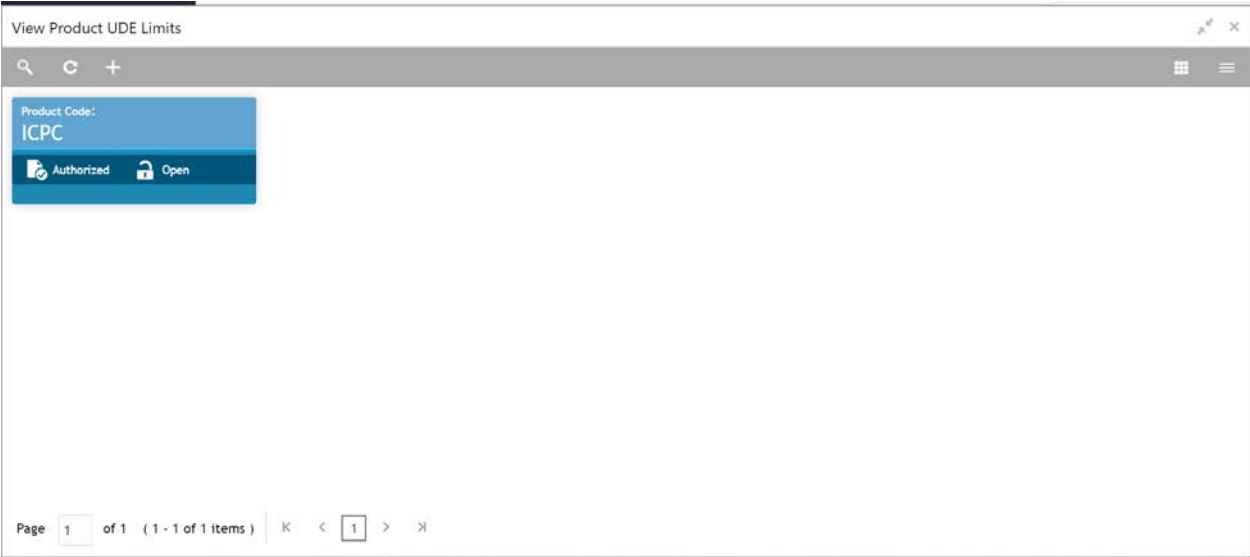 View Product UDE Limits
Product Code:
ICPC
Authorized Open
Page 1 of 1 (1 - 1 of 1 items) 1